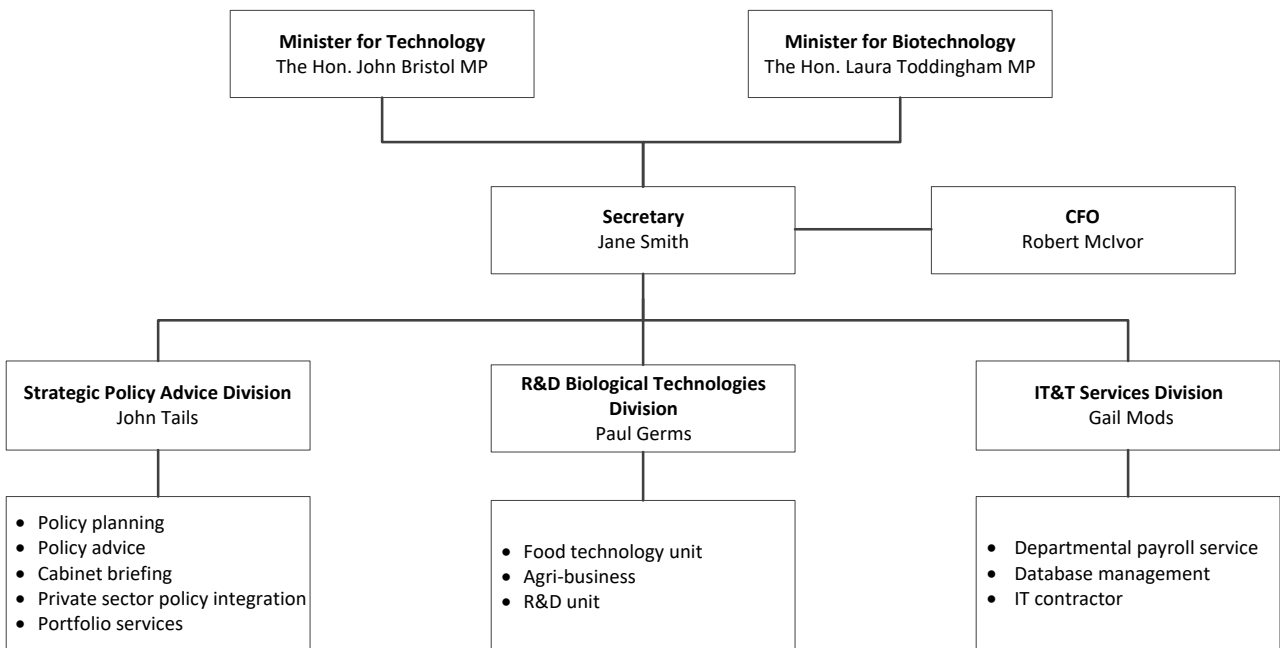 Minister for Technology
The Hon. John Bristol MP
Minister for Biotechnology
The Hon. Laura Toddingham MP
Secretary
Jane Smith
CFO
Robert McIvor
Strategic Policy Advice Division
John Tails
R&D Biological Technologies
Division
Paul Germs
IT&T Services Division
Gail Mods
• Policy planning
• Policy advice
• Cabinet briefing
• Private sector policy integration
• Portfolio services
• Food technology unit
• Agri-business
• R&D unit
• Departmental payroll service
• Database management
• IT contractor